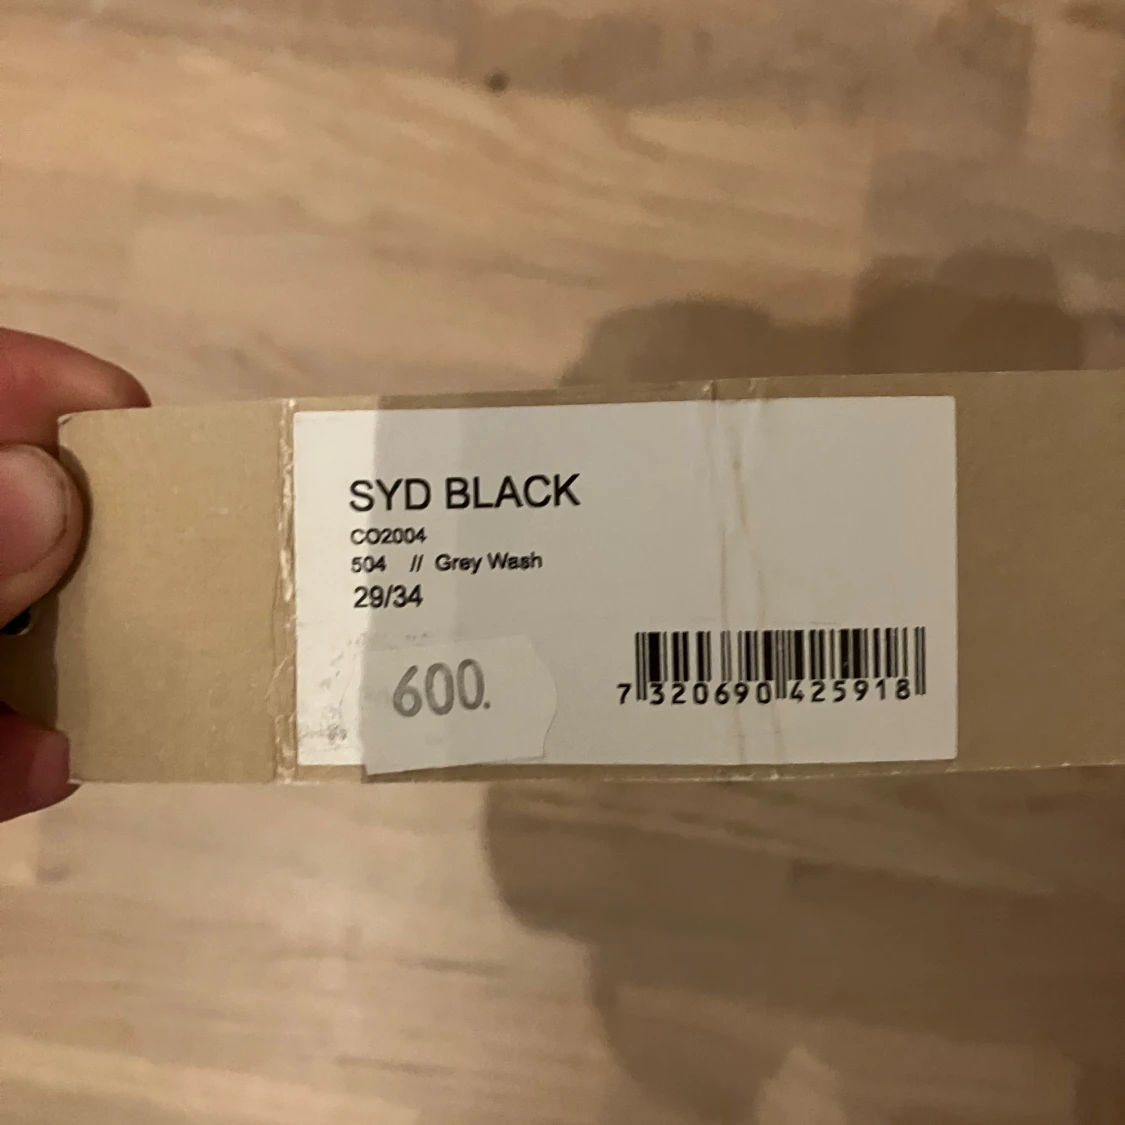 SYD BLACK
CO2004
504 // Grey Wash
29/34
600.
7 320690 425918